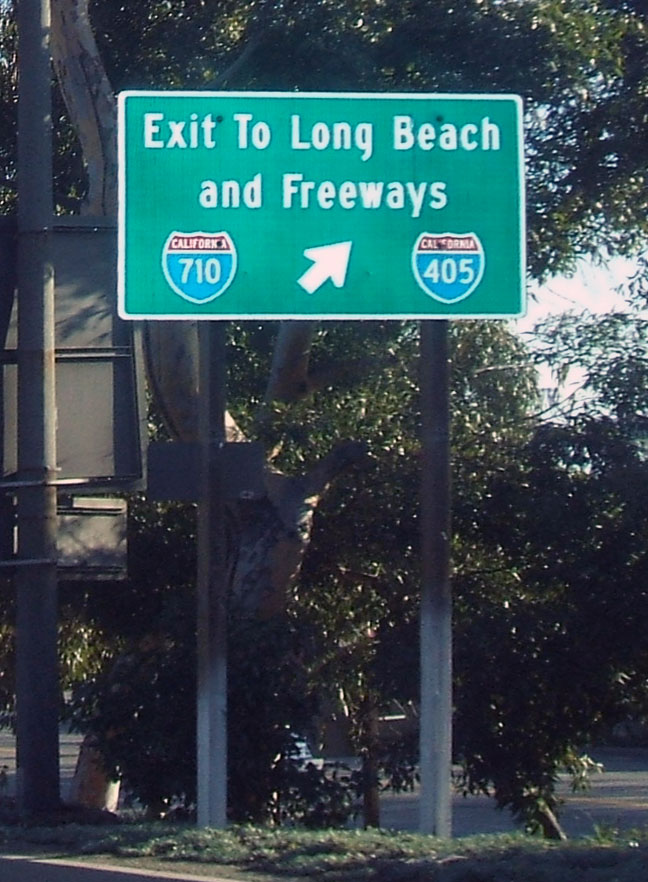 Exit To Long Beach
and Freeways
CALIFORNIA CALIFORNIA
710 405